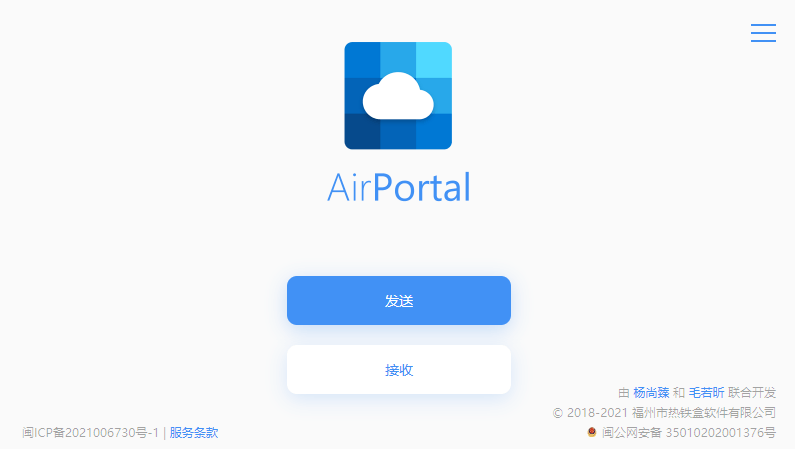 AirPortal
发送
接收
由 杨尚臻 和 毛若昕 联合开发
© 2018-2021 福州市热铁盒软件有限公司
闽ICP备2021006730号-1 | 服务条款
闽公网安备 35010202001376号